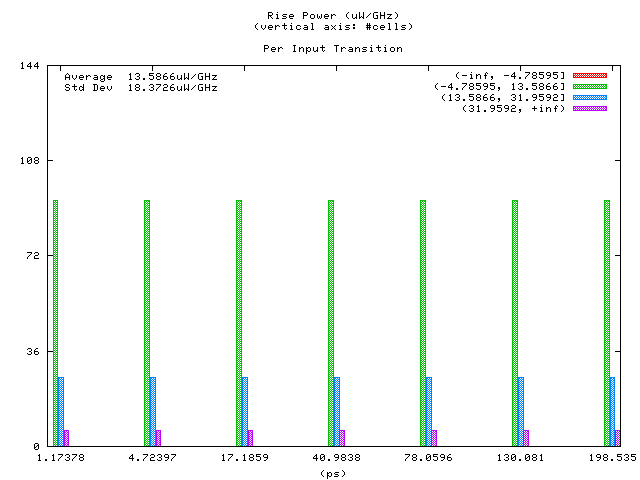 Rise Power (uW/GHz)
(vertical axis: #cells)
Per Input Transition
Average 13.5866uW/GHz
Std Dev 18.3726uW/GHz
(-inf, -4.78595]
(-4.78595, 13.5866]
(13.5866, 31.9592]
(31.9592, +inf)
144
108
72
36
0
1.17378 4.72397 17.1859 40.9838 78.0596 130.081 198.535
(ps)